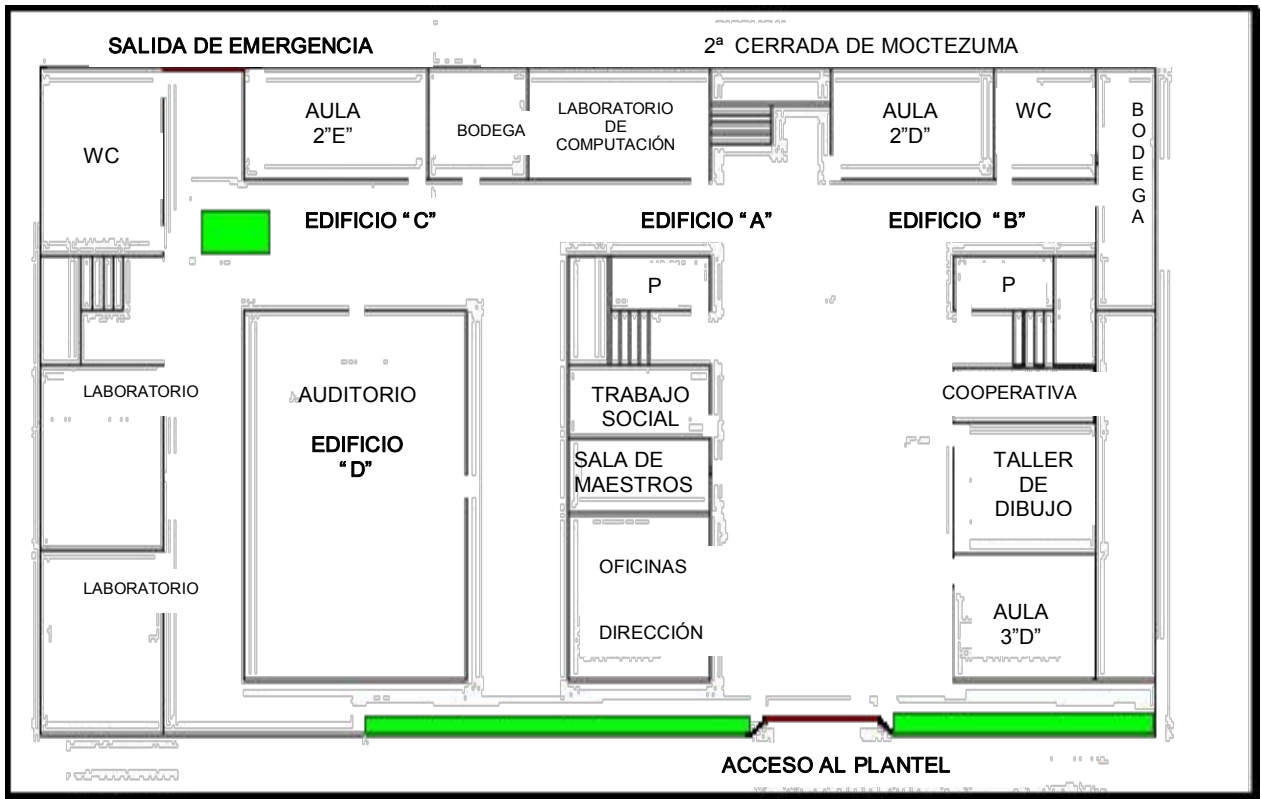 SALIDA DE EMERGENCIA
2ª CERRADA DE MOCTEZUMA
WC
AULA
2”E”
BODEGA
LABORATORIO
DE
COMPUTACIÓN
AULA
2”D”
WC
BODEGA
EDIFICIO “ C”
EDIFICIO “ A”
EDIFICIO “ B”
P
P
LABORATORIO
AUDITORIO
EDIFICIO
“ D”
TRABAJO
SOCIAL
COOPERATIVA
SALA DE
MAESTROS
TALLER
DE
DIBUJO
LABORATORIO
OFICINAS
DIRECCIÓN
AULA
3”D”
ACCESO AL PLANTEL